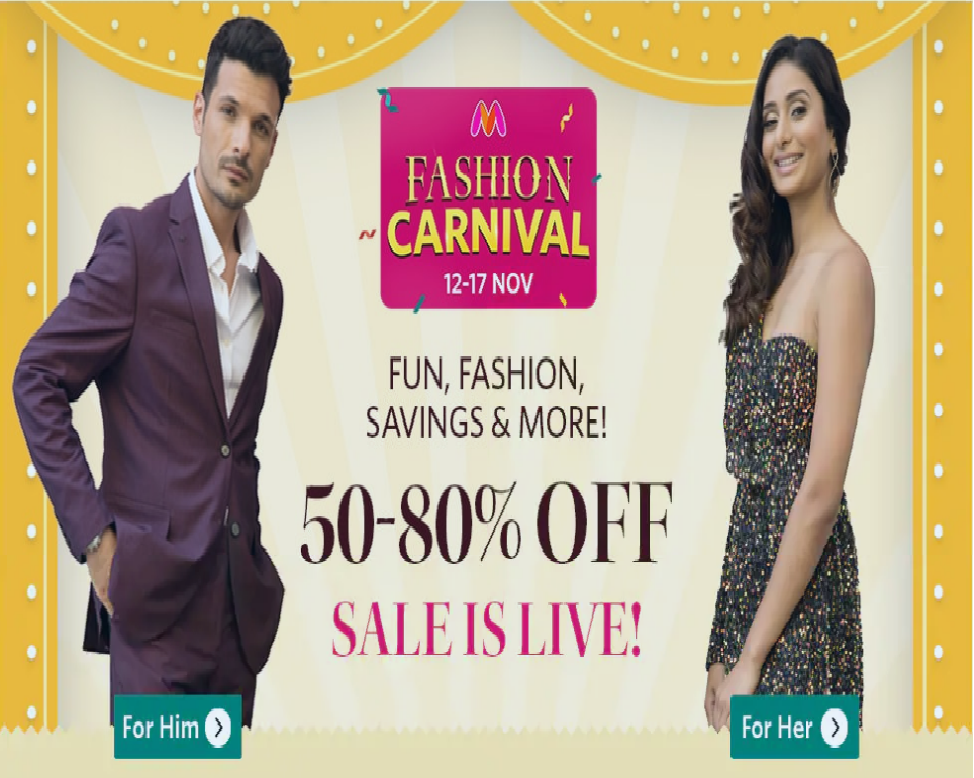 FASHION
CARNIVAL
12-17 NOV
FUN, FASHION,
SAVINGS & MORE!
50-80% OFF
SALE IS LIVE!
For Him
For Her